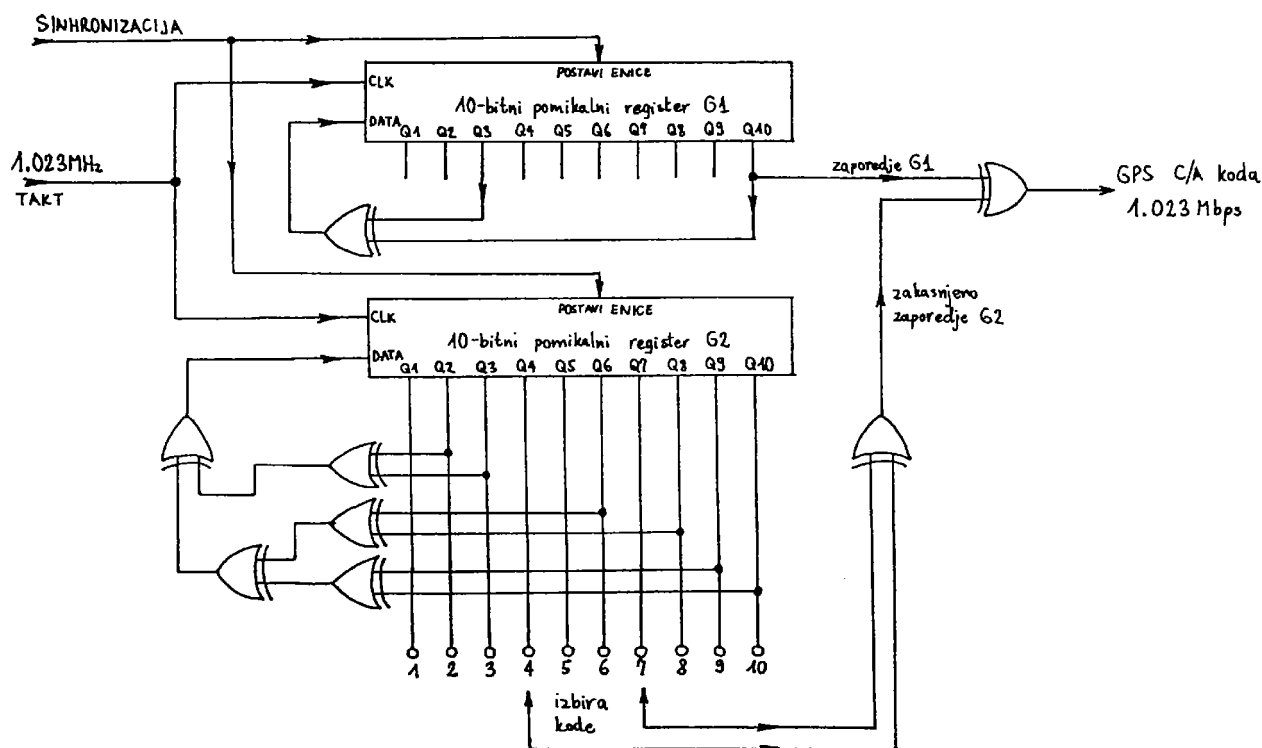 SINHRONIZACIJA
POSTAVI ENICE
CLK
10-bitni pomikalni register G1
DATA
Q1 Q2 Q3 Q4 Q5 Q6 Q7 Q8 Q9 Q10
1.023MHz
TAKT
zaporedje G1
GPS C/A koda
1.023 Mbps
zakasnjeno
zaporedje G2
POSTAVI ENICE
CLK
10-bitni pomikalni register G2
DATA
Q1 Q2 Q3 Q4 Q5 Q6 Q7 Q8 Q9 Q10
1 2 3 4 5 6 7 8 9 10
izbira
kode